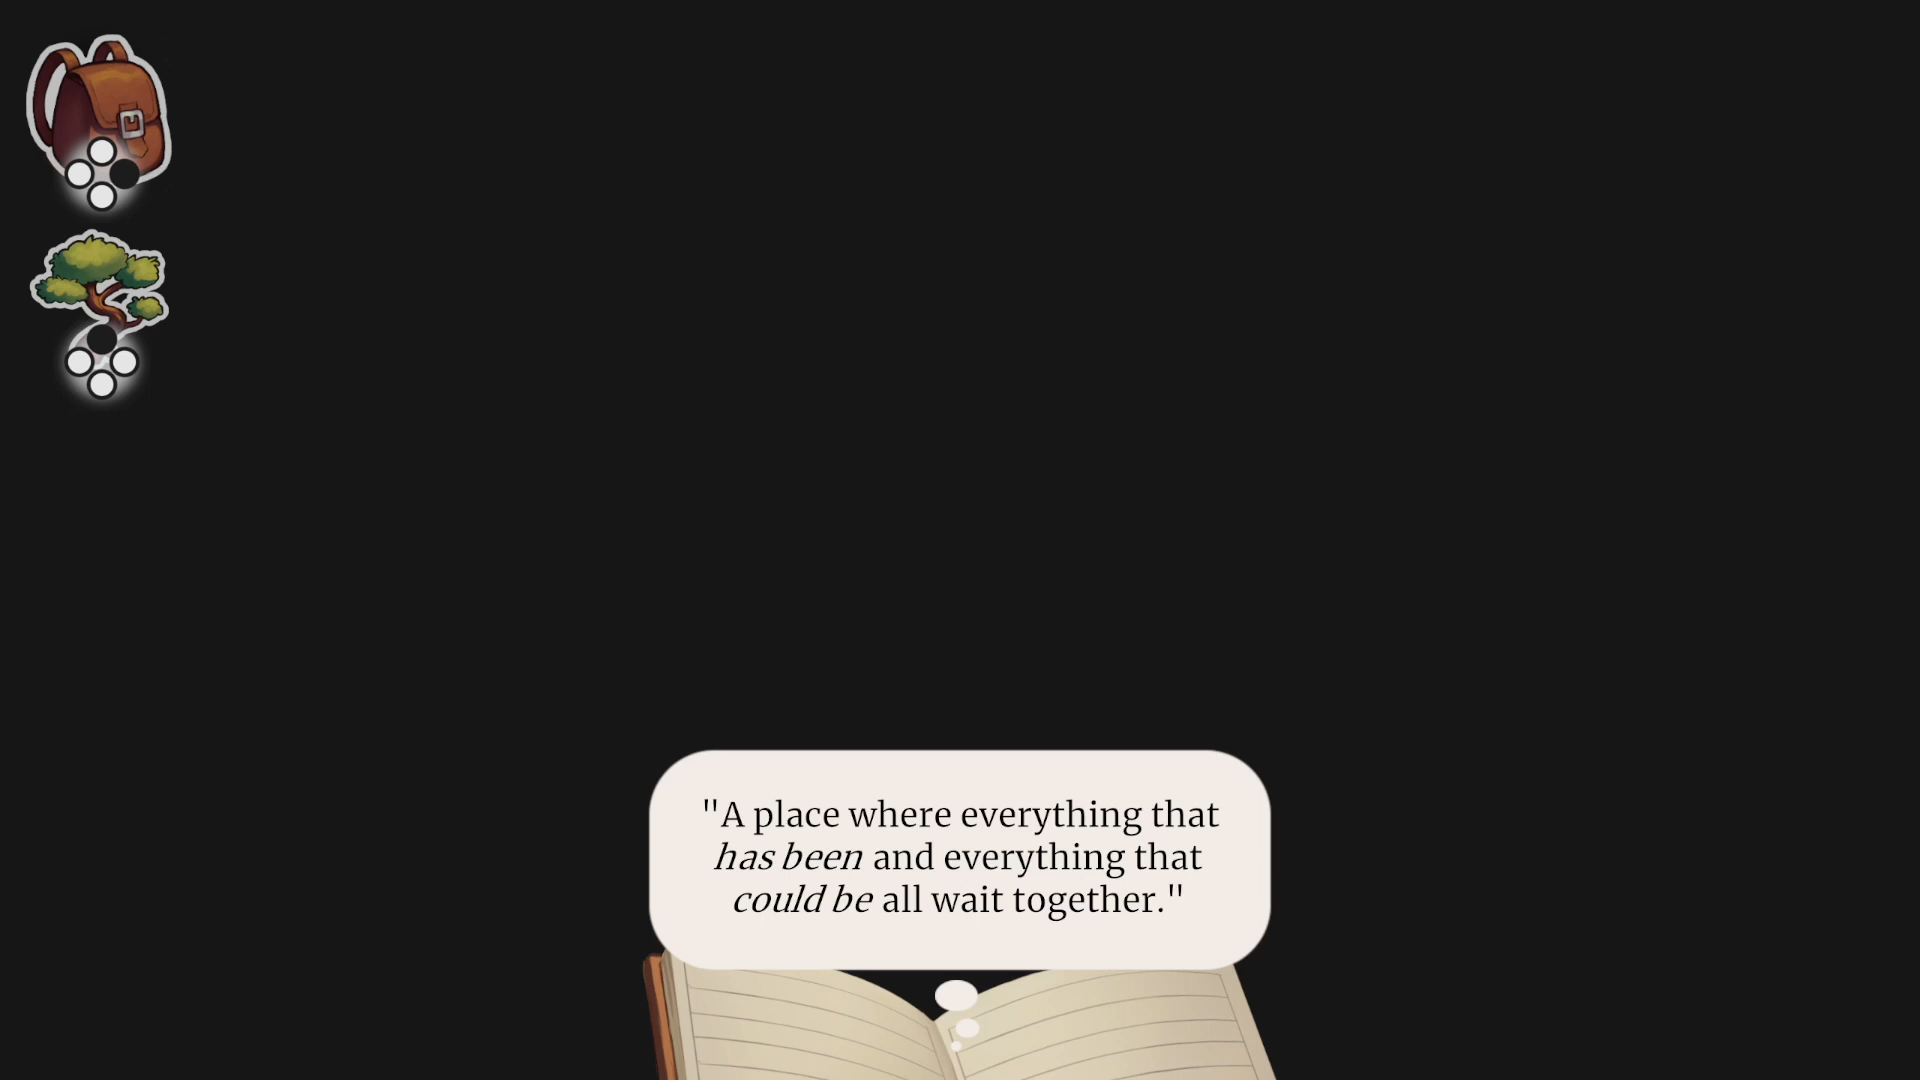 "A place where everything that
has been and everything that
could be all wait together."